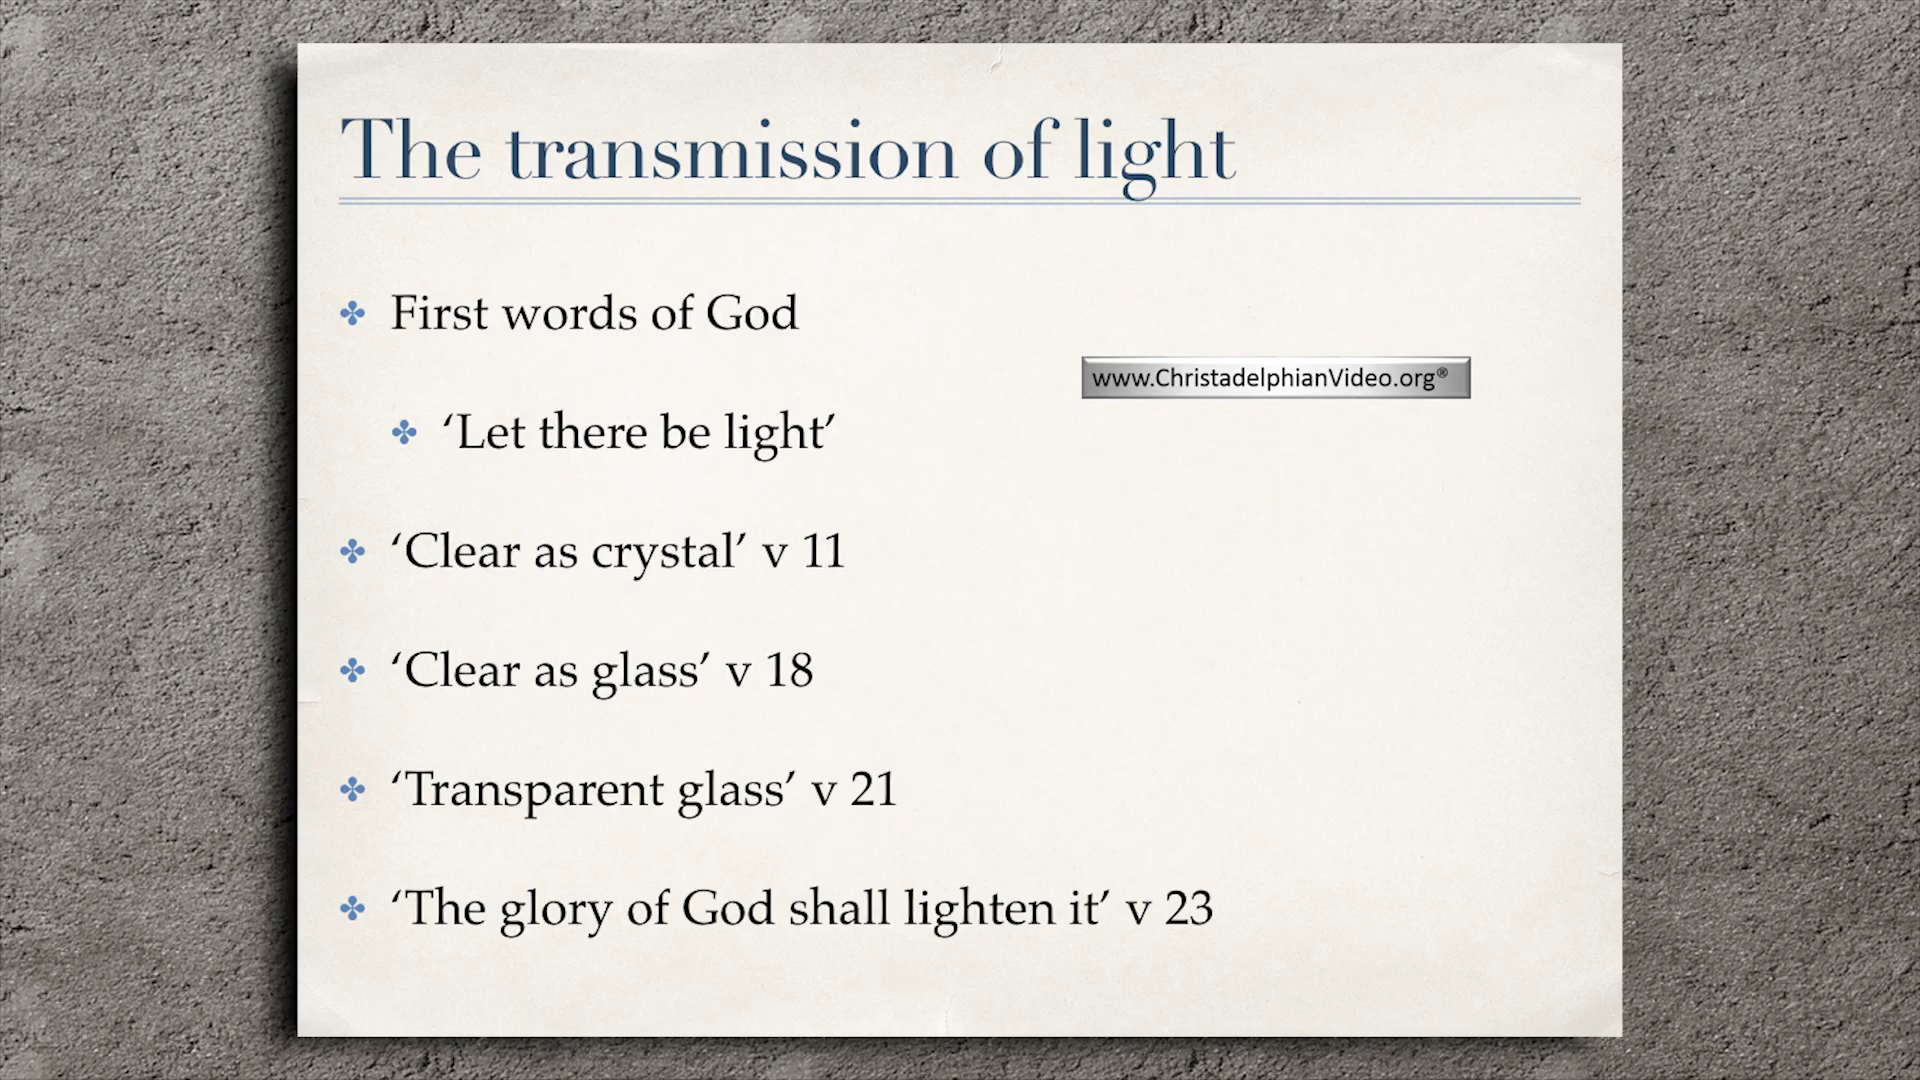 The transmission of light
First words of God
www.ChristadelphianVideo.org®
‘Let there be light’
‘Clear as crystal’ v 11
‘Clear as glass’ v 18
‘Transparent glass’ v 21
‘The glory of God shall lighten it’ v 23